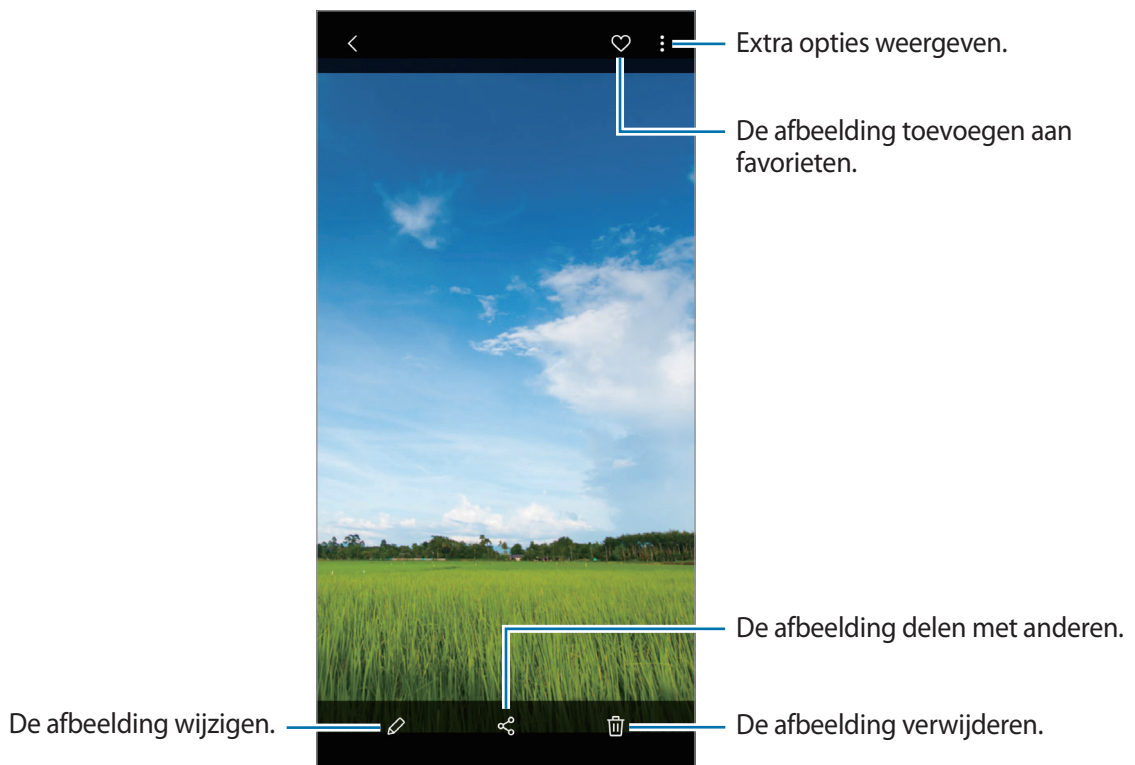 Extra opties weergeven.
De afbeelding toevoegen aan
favorieten.
De afbeelding delen met anderen.
De afbeelding wijzigen.
De afbeelding verwijderen.